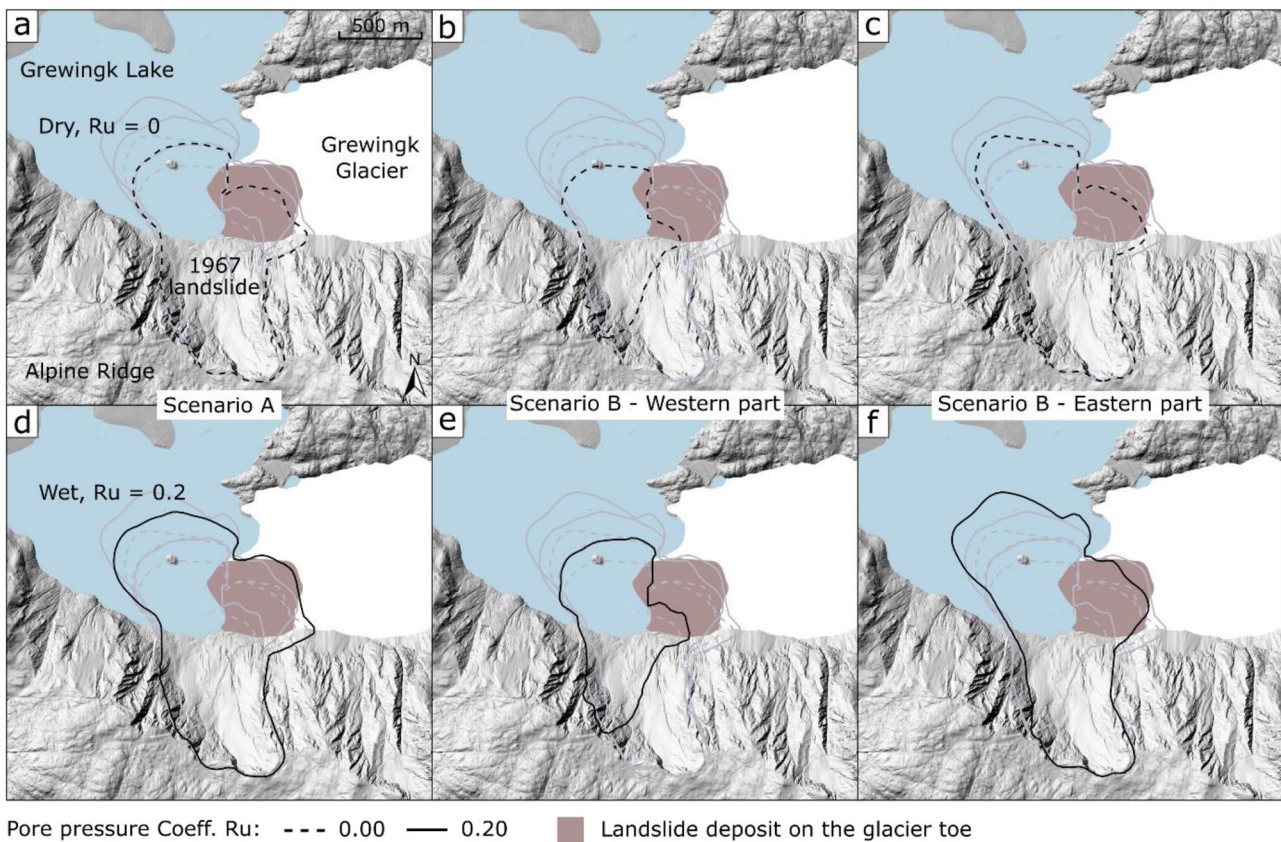 a
500 m
b
c
Grewingk Lake
Dry, Ru = 0
Grewingk
Glacier
1967
landslide
N
Alpine Ridge
Scenario A
Scenario B - Western part
Scenario B - Eastern part
d
e
f
Wet, Ru = 0.2
Pore pressure Coeff. Ru: 0.00 0.20 Landslide deposit on the glacier toe